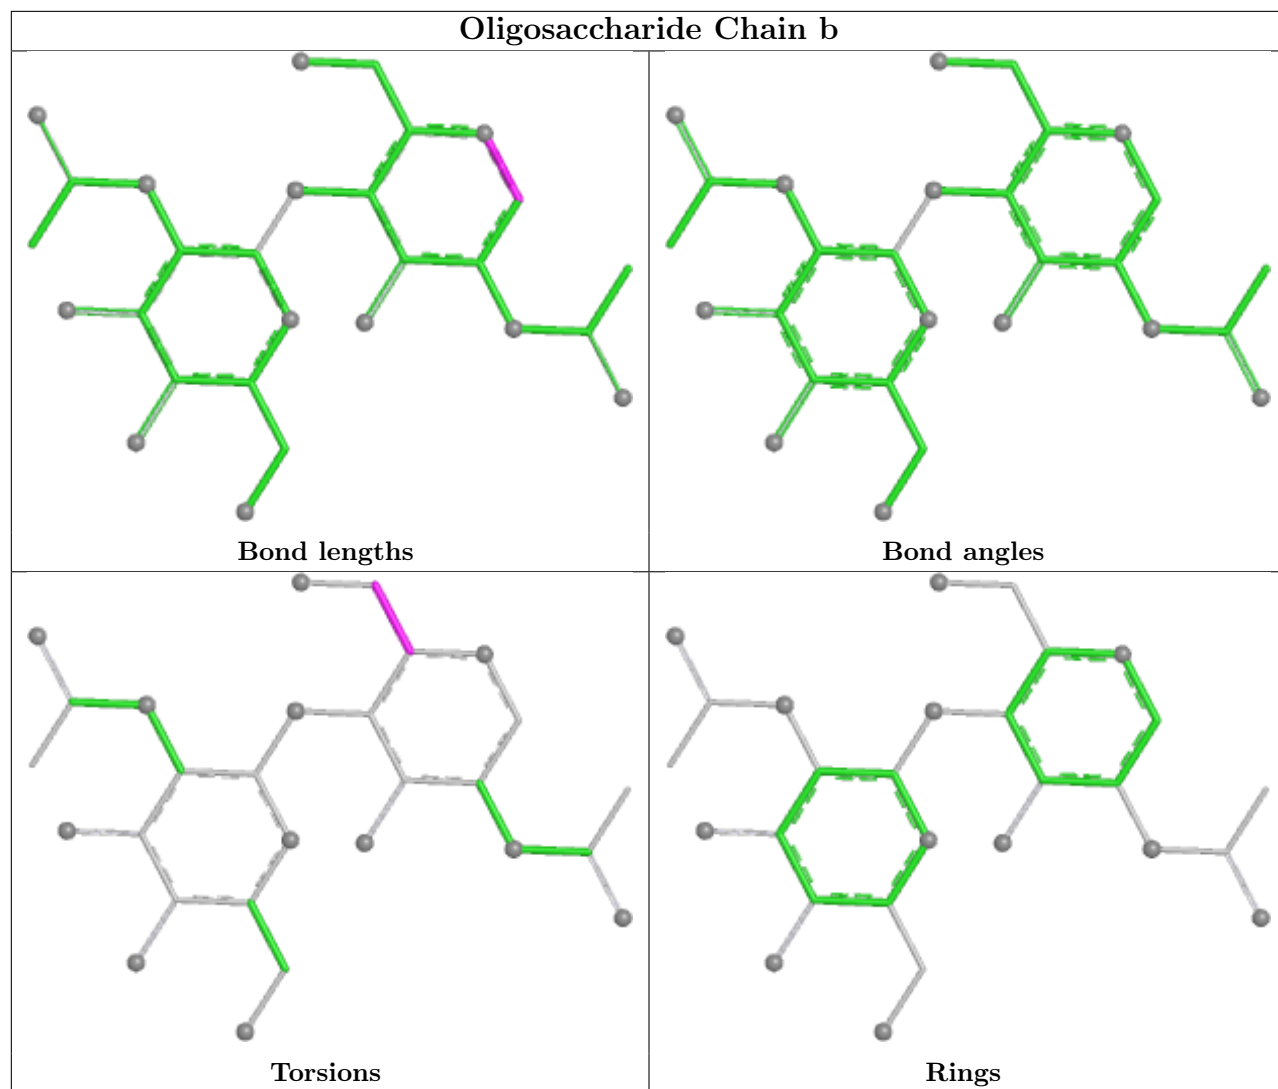 Oligosaccharide Chain b
Bond lengths
Bond angles
Torsions
Rings